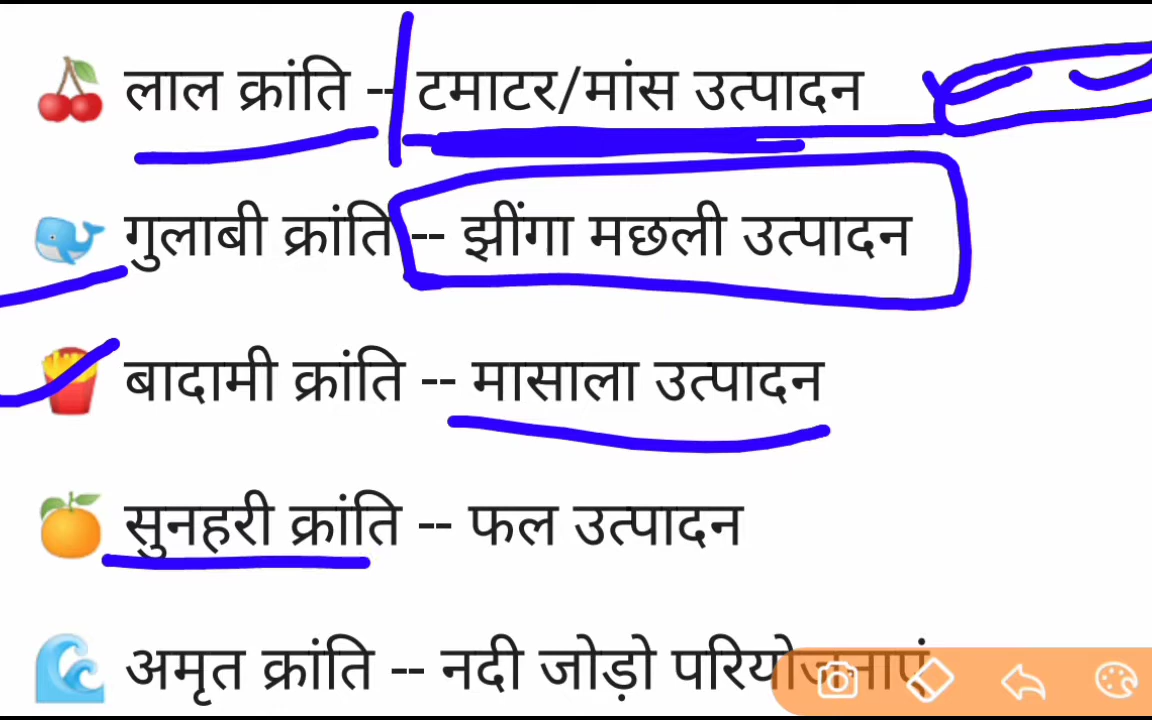 लाल क्रांति -- टमाटर/मांस उत्पादन
गुलाबी क्रांति -- झींगा मछली उत्पादन
बादामी क्रांति -- मासाला उत्पादन
सुनहरी क्रांति -- फल उत्पादन
अमृत क्रांति -- नदी जोड़ो परियोजनाएं